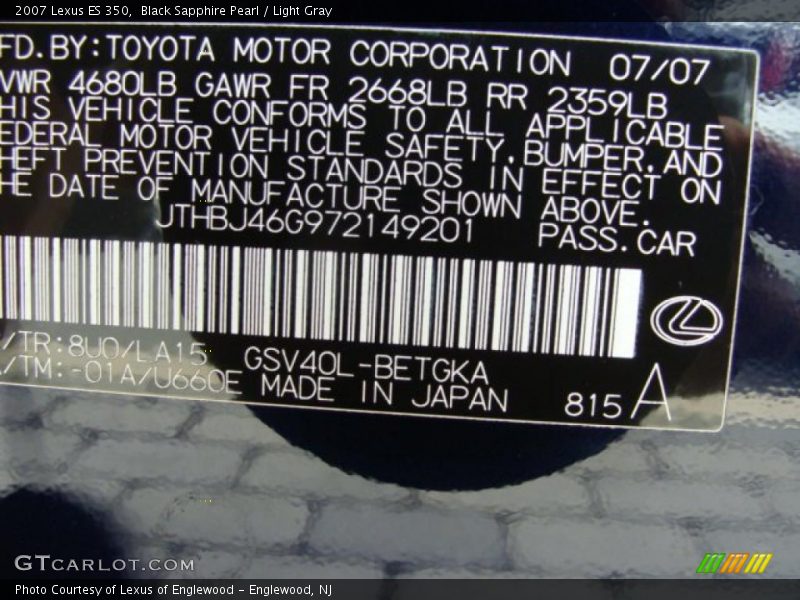 2007 Lexus ES 350, Black Sapphire Pearl / Light Gray
FD. BY: TOYOTA MOTOR CORPORATION 07/07
VWR 4680LB GAWR FR 2668LB RR 2359LB
HIS VEHICLE CONFORMS TO ALL APPLICABLE
EDERAL MOTOR VEHICLE SAFETY, BUMPER, AND
HEFT PREVENTION STANDARDS IN EFFECT ON
HE DATE OF MANUFACTURE SHOWN ABOVE.
JTHBJ46G972149201 PASS. CAR
/TR: 8U0/LA15 GSV40L-BETGKA
/TM: -01A/U660E MADE IN JAPAN 815 A
GTCARLOT.COM
Photo Courtesy of Lexus of Englewood - Englewood, NJ